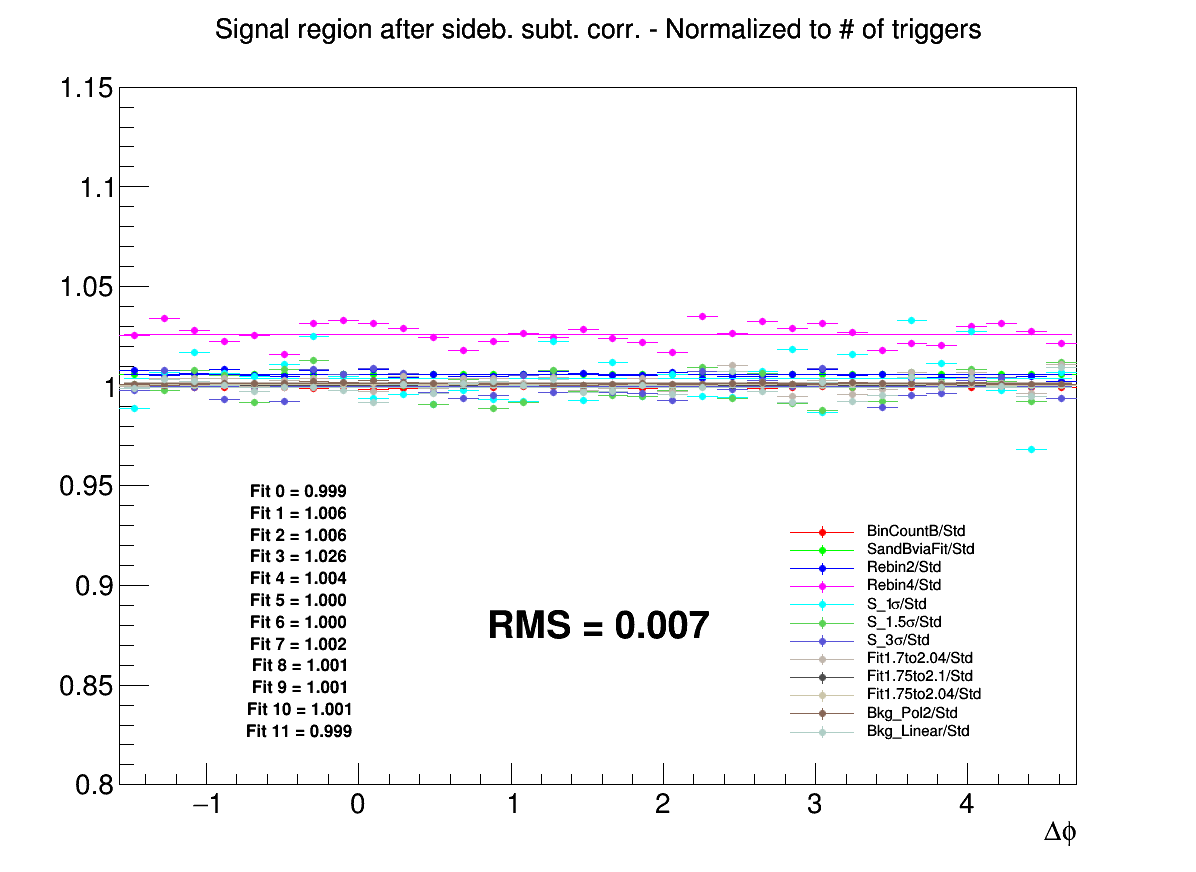 Signal region after sideb. subt. corr. - Normalized to # of triggers
1.15
1.1
1.05
1
0.95
0.9
0.85
0.8
Fit 0 = 0.999
Fit 1 = 1.006
Fit 2 = 1.006
Fit 3 = 1.026
Fit 4 = 1.004
Fit 5 = 1.000
Fit 6 = 1.000
Fit 7 = 1.002
Fit 8 = 1.001
Fit 9 = 1.001
Fit 10 = 1.001
Fit 11 = 0.999
RMS = 0.007
BinCountB/Std
SandBviaFit/Std
Rebin2/Std
Rebin4/Std
S_1σ/Std
S_1.5σ/Std
S_3σ/Std
Fit1.7to2.04/Std
Fit1.75to2.1/Std
Fit1.75to2.04/Std
Bkg_Pol2/Std
Bkg_Linear/Std
−1 0 1 2 3 4
Δϕ